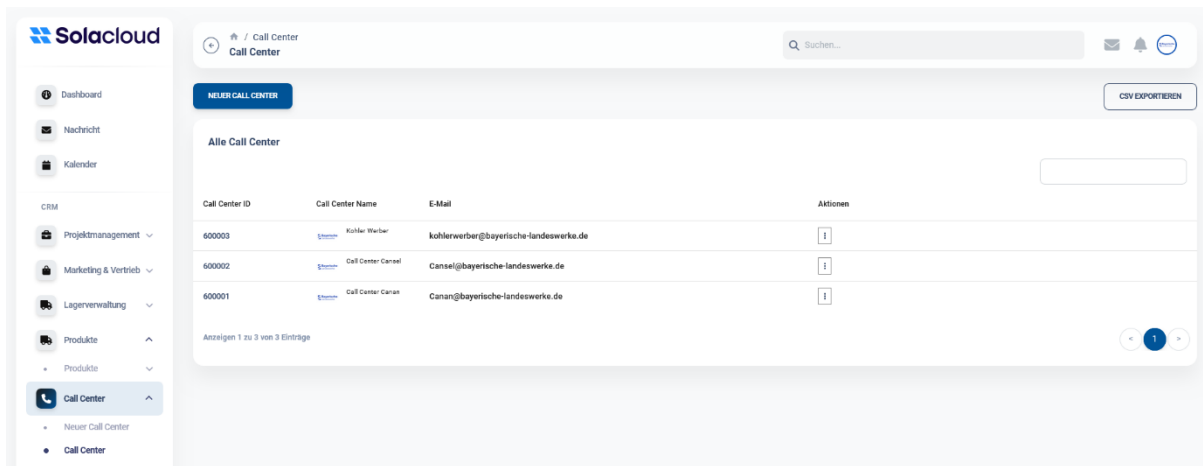 Solacloud
/ Call Center
Call Center
Suchen...
Dashboard
Nachricht
Kalender
CRM
Projektmanagement
Marketing & Vertrieb
Lagerverwaltung
Produkte
Produkte
Call Center
Neuer Call Center
Call Center
NEUER CALL CENTER
CSV EXPORTIEREN
Alle Call Center
Call Center ID Call Center Name E-Mail Aktionen
600003 Kohler Werber kohlerwerber@bayerische-landeswerke.de
600002 Call Center Cansel Cansel@bayerische-landeswerke.de
600001 Call Center Canan Canan@bayerische-landeswerke.de
Anzeigen 1 zu 3 von 3 Einträge
< 1 >